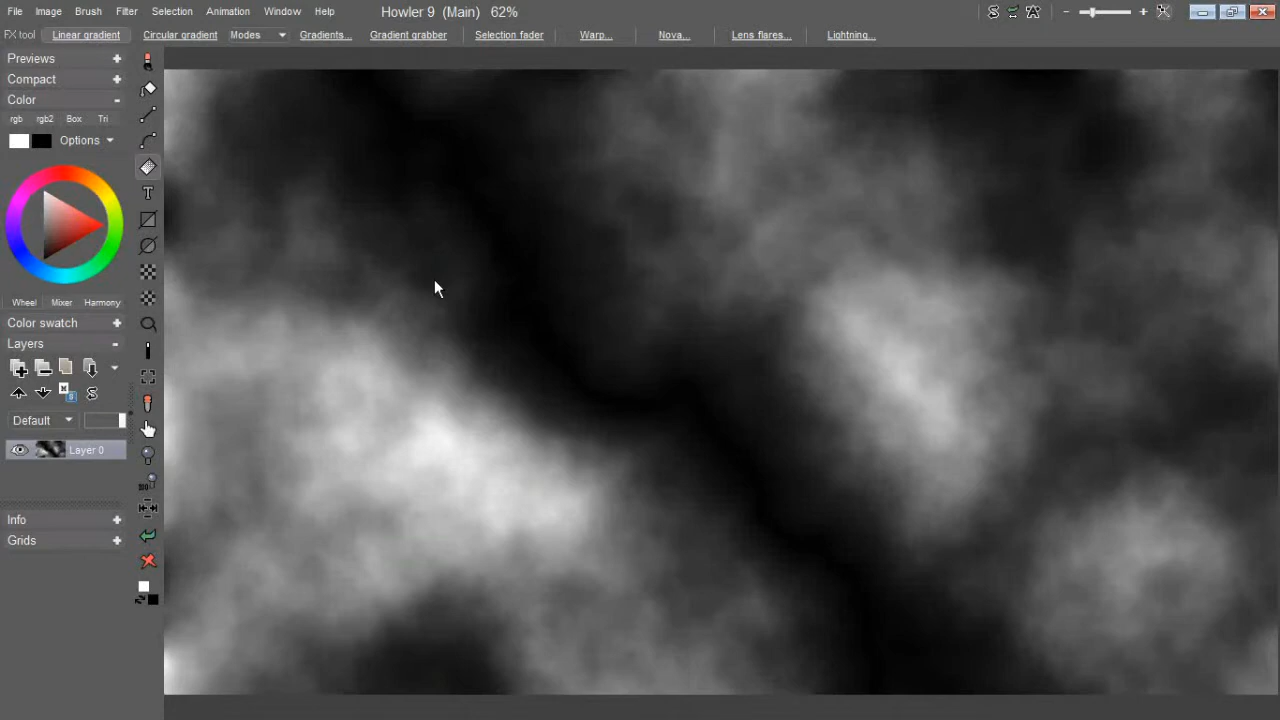 File Image Brush Filter Selection Animation Window Help Howler 9 (Main) 62%
FX tool Linear gradient Circular gradient Modes Gradients... Gradient grabber Selection fader Warp... Nova... Lens flares... Lightning...
Previews +
Compact +
Color -
rgb rgb2 Box Tri
Options
Wheel Mixer Harmony
Color swatch +
Layers -
Default
Layer 0
Info +
Grids +